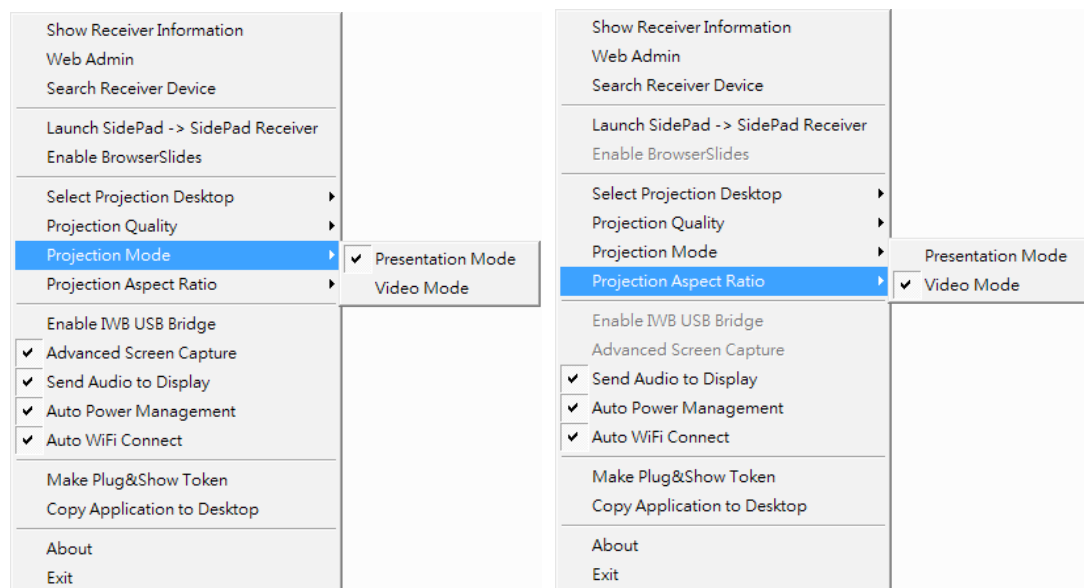 Show Receiver Information
Web Admin
Search Receiver Device
Launch SidePad -> SidePad Receiver
Enable BrowserSlides
Select Projection Desktop
Projection Quality
Projection Mode
Projection Aspect Ratio
Presentation Mode
Video Mode
Enable IWB USB Bridge
Advanced Screen Capture
Send Audio to Display
Auto Power Management
Auto WiFi Connect
Make Plug&Show Token
Copy Application to Desktop
About
Exit
Show Receiver Information
Web Admin
Search Receiver Device
Launch SidePad -> SidePad Receiver
Enable BrowserSlides
Select Projection Desktop
Projection Quality
Projection Mode
Projection Aspect Ratio
Presentation Mode
Video Mode
Enable IWB USB Bridge
Advanced Screen Capture
Send Audio to Display
Auto Power Management
Auto WiFi Connect
Make Plug&Show Token
Copy Application to Desktop
About
Exit